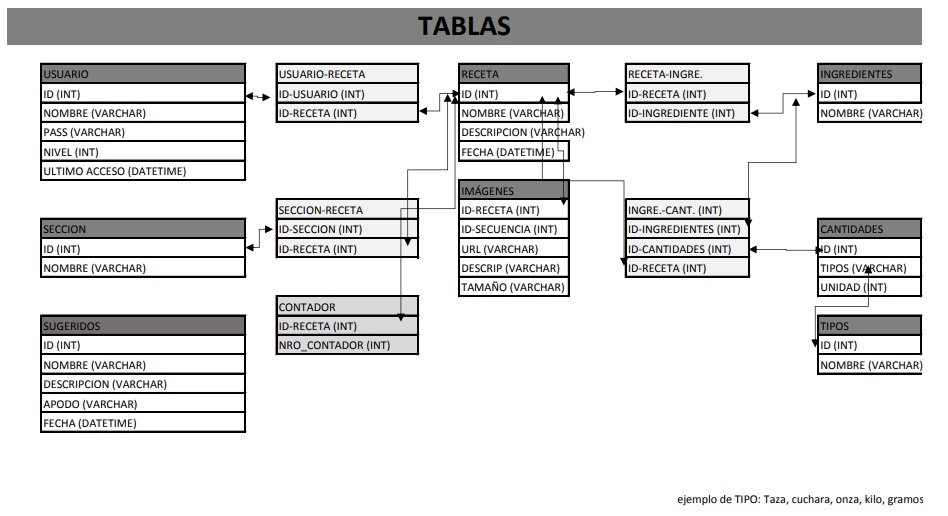 TABLAS
USUARIO
ID (INT)
NOMBRE (VARCHAR)
PASS (VARCHAR)
NIVEL (INT)
ULTIMO ACCESO (DATETIME)
USUARIO-RECETA
ID-USUARIO (INT)
ID-RECETA (INT)
RECETA
ID (INT)
NOMBRE (VARCHAR)
DESCRIPCION (VARCHAR)
FECHA (DATETIME)
RECETA-INGRE.
ID-RECETA (INT)
ID-INGREDIENTE (INT)
INGREDIENTES
ID (INT)
NOMBRE (VARCHAR)
SECCION
ID (INT)
NOMBRE (VARCHAR)
SECCION-RECETA
ID-SECCION (INT)
ID-RECETA (INT)
IMÁGENES
ID-RECETA (INT)
ID-SECUENCIA (INT)
URL (VARCHAR)
DESCRIP (VARCHAR)
TAMAÑO (VARCHAR)
INGRE.-CANT. (INT)
ID-INGREDIENTES (INT)
ID-CANTIDADES (INT)
ID-RECETA (INT)
CANTIDADES
ID (INT)
TIPOS (VARCHAR)
UNIDAD (INT)
SUGERIDOS
ID (INT)
NOMBRE (VARCHAR)
DESCRIPCION (VARCHAR)
APODO (VARCHAR)
FECHA (DATETIME)
CONTADOR
ID-RECETA (INT)
NRO_CONTADOR (INT)
TIPOS
ID (INT)
NOMBRE (VARCHAR)
ejemplo de TIPO: Taza, cuchara, onza, kilo, gramos